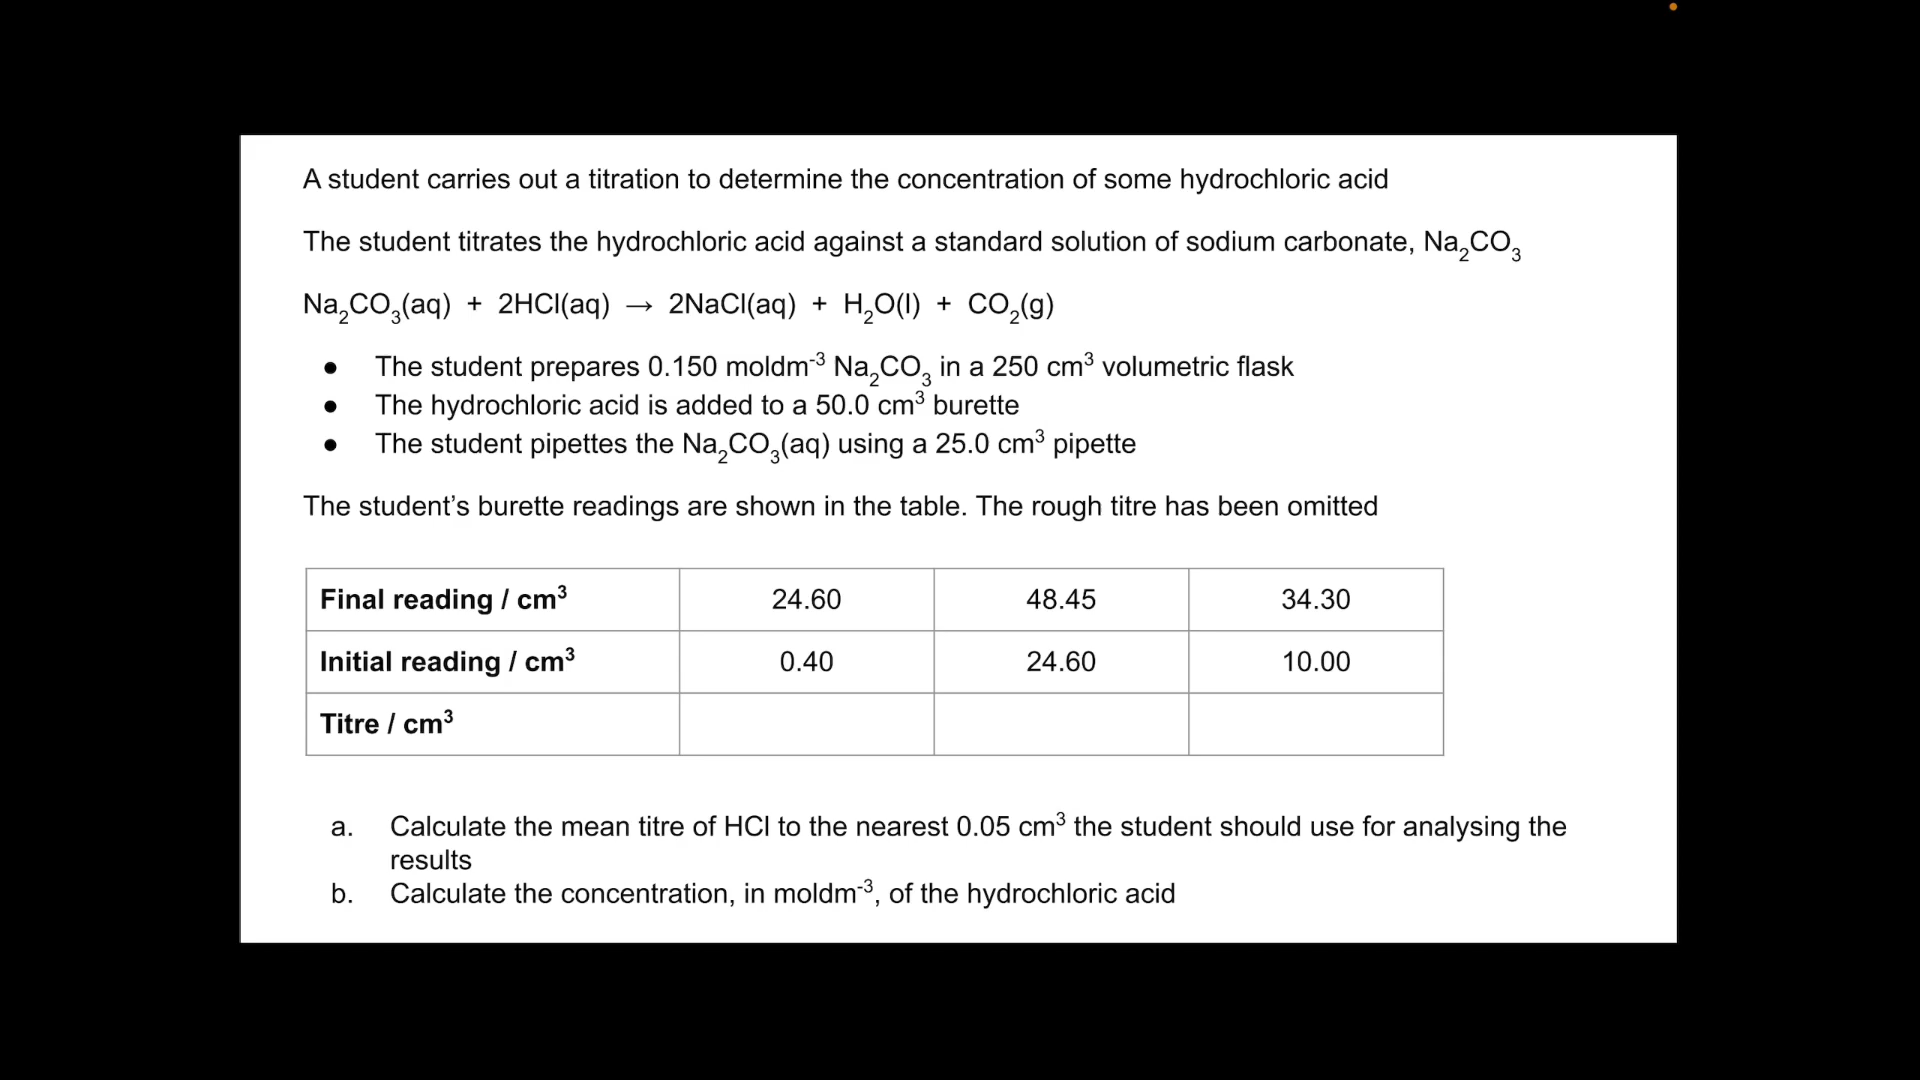 A student carries out a titration to determine the concentration of some hydrochloric acid
The student titrates the hydrochloric acid against a standard solution of sodium carbonate, Na₂CO₃
Na₂CO₃(aq) + 2HCl(aq) → 2NaCl(aq) + H₂O(l) + CO₂(g)
● The student prepares 0.150 moldm⁻³ Na₂CO₃ in a 250 cm³ volumetric flask
● The hydrochloric acid is added to a 50.0 cm³ burette
● The student pipettes the Na₂CO₃(aq) using a 25.0 cm³ pipette
The student’s burette readings are shown in the table. The rough titre has been omitted
Final reading / cm³ 24.60 48.45 34.30
Initial reading / cm³ 0.40 24.60 10.00
Titre / cm³
a. Calculate the mean titre of HCl to the nearest 0.05 cm³ the student should use for analysing the
results
b. Calculate the concentration, in moldm⁻³, of the hydrochloric acid